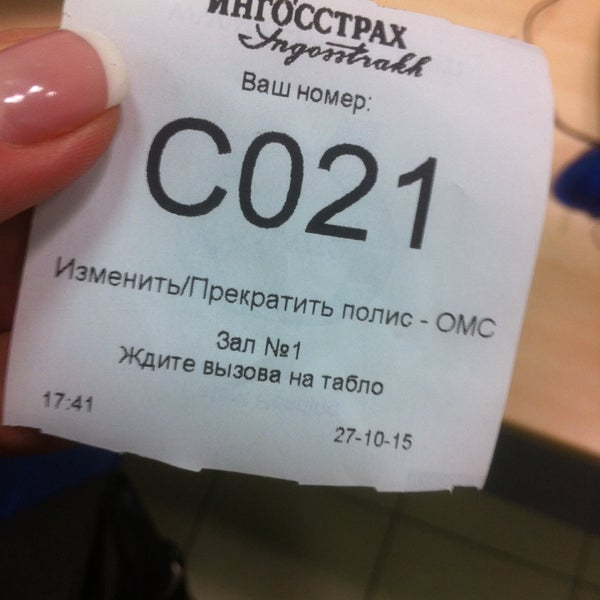 ИНГОССТРАХ
Ingosstrakh
Ваш номер:
С021
Изменить/Прекратить полис - ОМС
Зал №1
Ждите вызова на табло
17:41
27-10-15